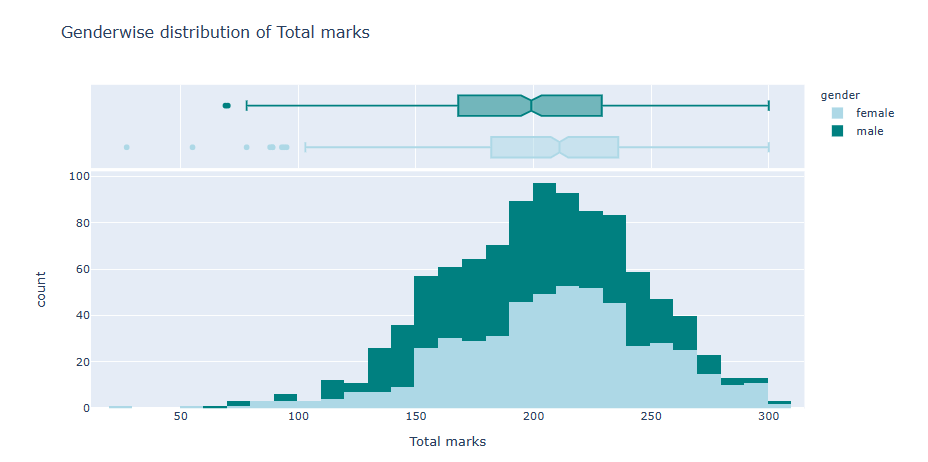 Genderwise distribution of Total marks
gender
female
male
100
80
60
40
20
0
count
50
100
150
200
250
300
Total marks